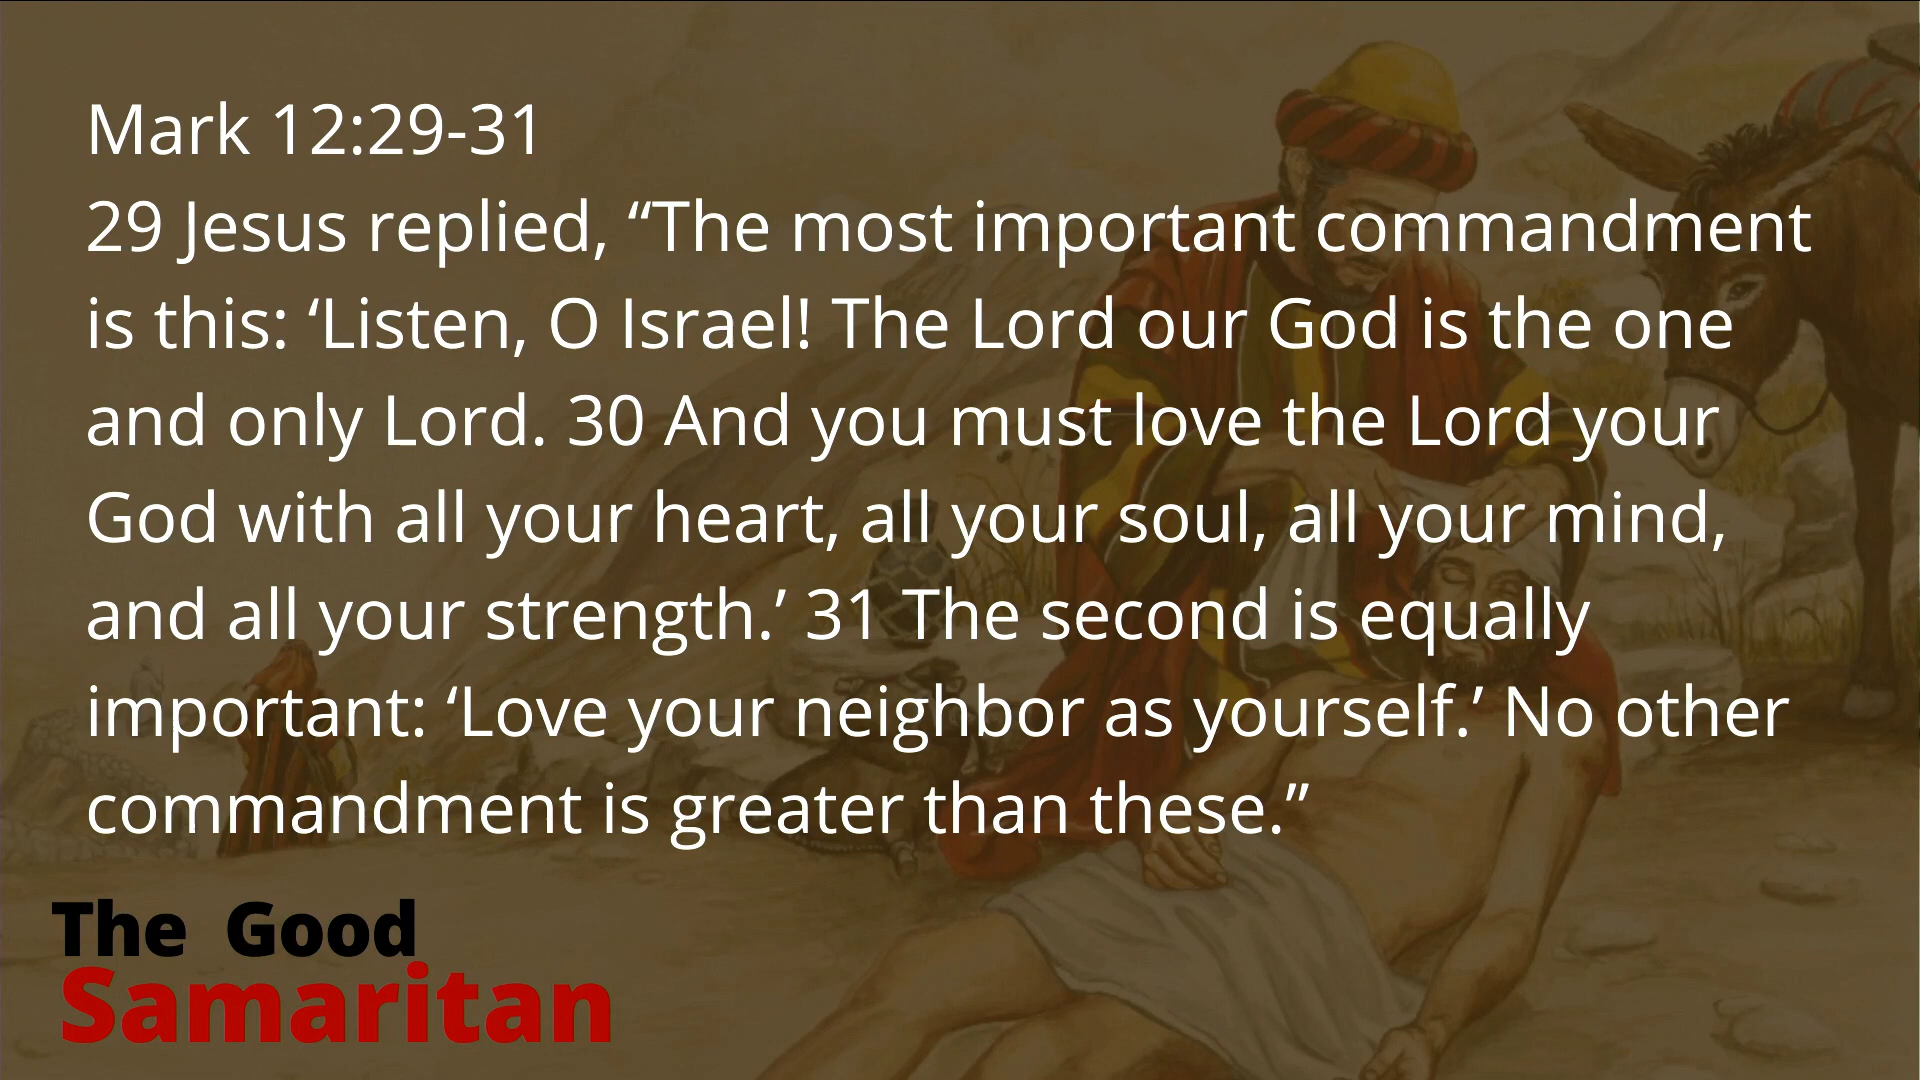 Mark 12:29-31
29 Jesus replied, “The most important commandment
is this: ‘Listen, O Israel! The Lord our God is the one
and only Lord. 30 And you must love the Lord your
God with all your heart, all your soul, all your mind,
and all your strength.’ 31 The second is equally
important: ‘Love your neighbor as yourself.’ No other
commandment is greater than these.”
The Good
Samaritan